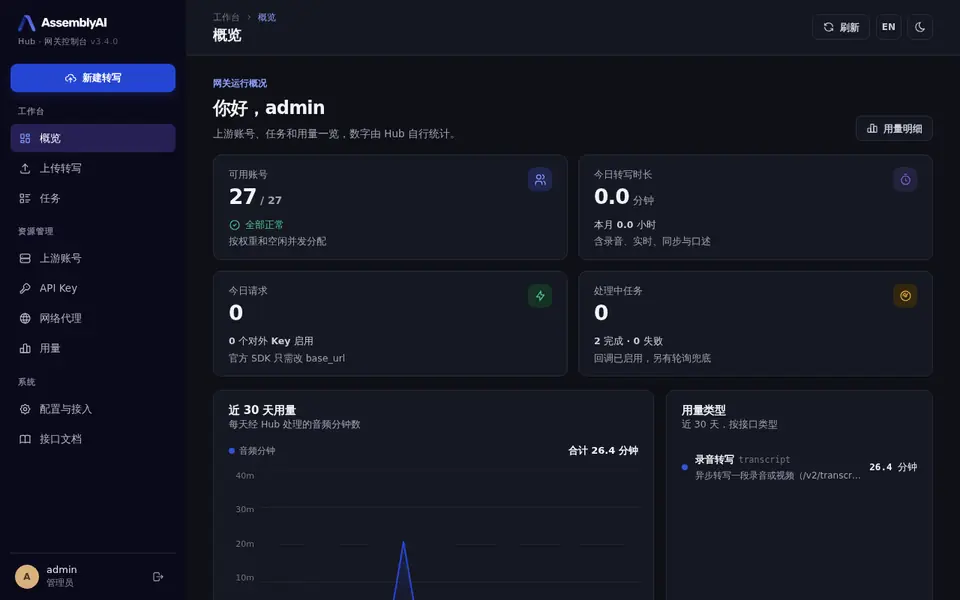 AssemblyAI
Hub · 网关控制台 v3.4.0
新建转写
工作台
概览
上传转写
任务
资源管理
上游账号
API Key
网络代理
用量
系统
配置与接入
接口文档
A
admin
管理员
工作台 › 概览
概览
刷新
EN
网关运行概况
你好，admin
上游账号、任务和用量一览，数字由 Hub 自行统计。
用量明细
可用账号
27 / 27
全部正常
按权重和空闲并发分配
今日转写时长
0.0 分钟
本月 0.0 小时
含录音、实时、同步与口述
今日请求
0
0 个对外 Key 启用
官方 SDK 只需改 base_url
处理中任务
0
2 完成 · 0 失败
回调已启用，另有轮询兜底
近 30 天用量
每天经 Hub 处理的音频分钟数
音频分钟
合计 26.4 分钟
40m
30m
20m
10m
用量类型
近 30 天，按接口类型
录音转写 transcript
26.4 分钟
异步转写一段录音或视频（/v2/transcr…